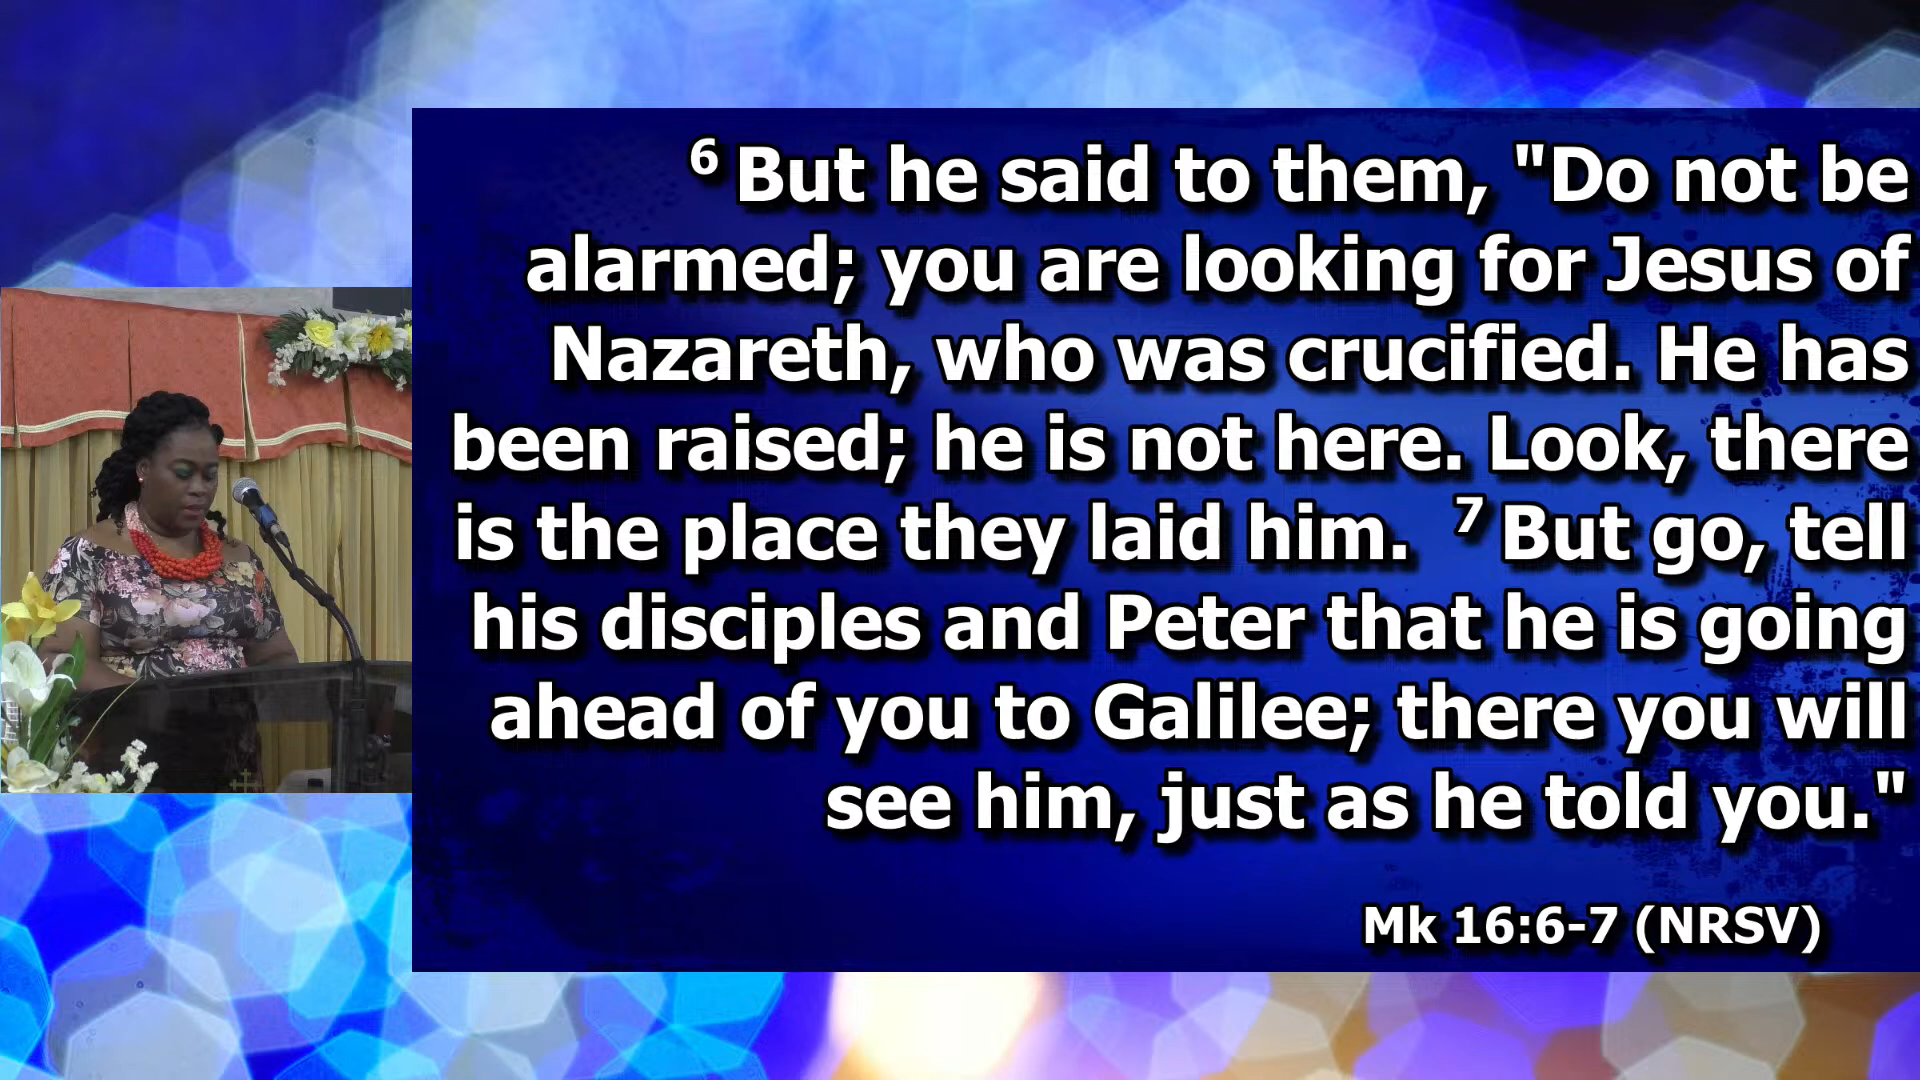 6 But he said to them, "Do not be
alarmed; you are looking for Jesus of
Nazareth, who was crucified. He has
been raised; he is not here. Look, there
is the place they laid him. 7 But go, tell
his disciples and Peter that he is going
ahead of you to Galilee; there you will
see him, just as he told you."
Mk 16:6-7 (NRSV)